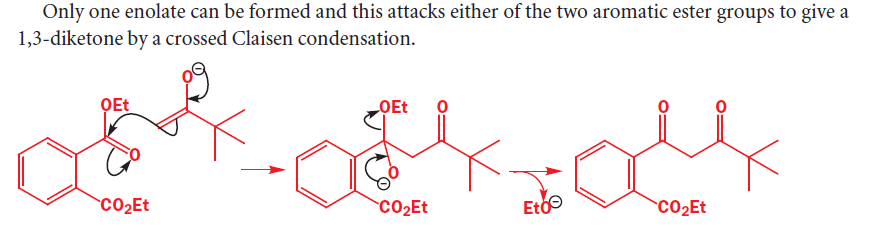 Only one enolate can be formed and this attacks either of the two aromatic ester groups to give a
1,3-diketone by a crossed Claisen condensation.
O⊖
OEt
O
CO₂Et
OEt O
O
⊖
CO₂Et
EtO⊖
O O
CO₂Et